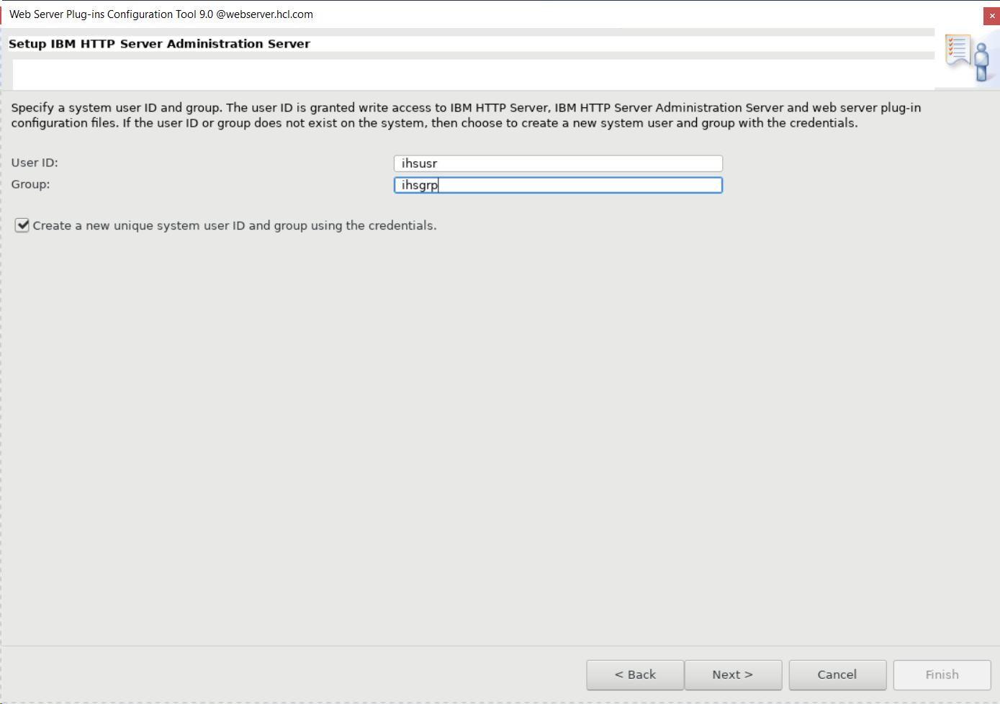 Web Server Plug-ins Configuration Tool 9.0 @webserver.hcl.com
Setup IBM HTTP Server Administration Server
Specify a system user ID and group. The user ID is granted write access to IBM HTTP Server, IBM HTTP Server Administration Server and web server plug-in
configuration files. If the user ID or group does not exist on the system, then choose to create a new system user and group with the credentials.
User ID: ihsusr
Group: ihsgrp
Create a new unique system user ID and group using the credentials.
< Back Next > Cancel Finish